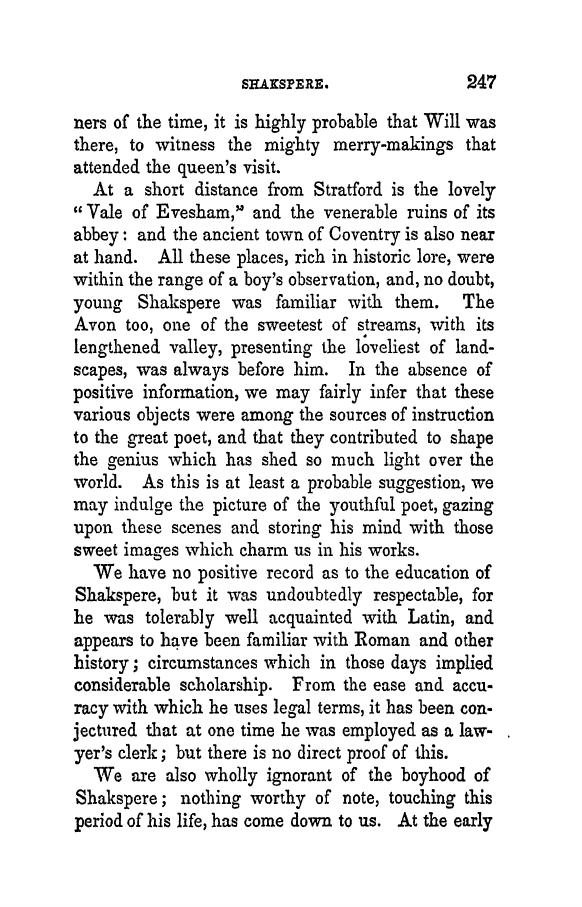 SHAKSPERE. 247
ners of the time, it is highly probable that Will was
there, to witness the mighty merry-makings that
attended the queen's visit.
At a short distance from Stratford is the lovely
"Vale of Evesham," and the venerable ruins of its
abbey: and the ancient town of Coventry is also near
at hand. All these places, rich in historic lore, were
within the range of a boy's observation, and, no doubt,
young Shakspere was familiar with them. The
Avon too, one of the sweetest of streams, with its
lengthened valley, presenting the loveliest of land-
scapes, was always before him. In the absence of
positive information, we may fairly infer that these
various objects were among the sources of instruction
to the great poet, and that they contributed to shape
the genius which has shed so much light over the
world. As this is at least a probable suggestion, we
may indulge the picture of the youthful poet, gazing
upon these scenes and storing his mind with those
sweet images which charm us in his works.
We have no positive record as to the education of
Shakspere, but it was undoubtedly respectable, for
he was tolerably well acquainted with Latin, and
appears to have been familiar with Roman and other
history; circumstances which in those days implied
considerable scholarship. From the ease and accu-
racy with which he uses legal terms, it has been con-
jectured that at one time he was employed as a law-
yer's clerk; but there is no direct proof of this.
We are also wholly ignorant of the boyhood of
Shakspere; nothing worthy of note, touching this
period of his life, has come down to us. At the early